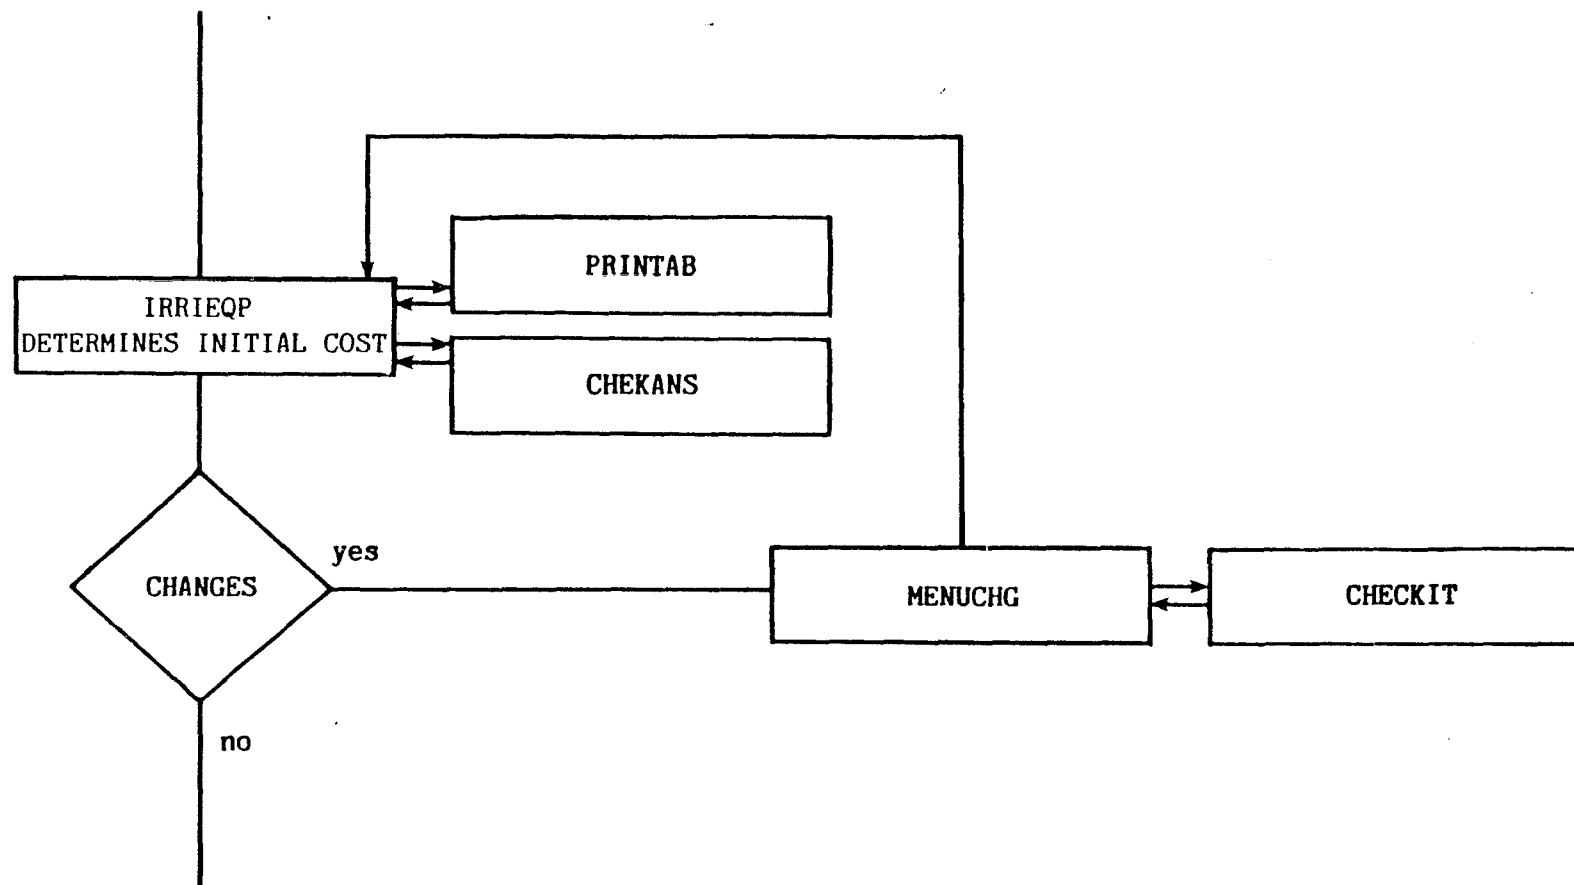 PRINTAB
IRRIEQP
DETERMINES INITIAL COST
CHEKANS
yes
CHANGES
MENUCHG
CHECKIT
no